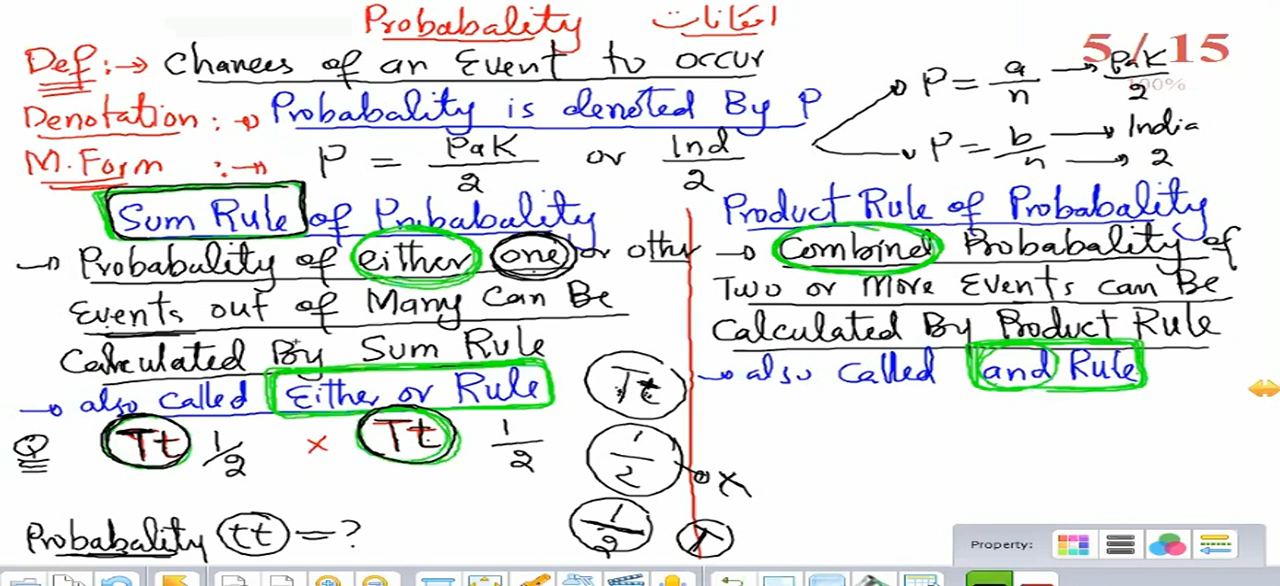 Probabality امکانات
5/15
100%
Def :→ Chances of an Event to occur
Denotation :→ Probabality is denoted By P
M.Form :→ P = Pak/2 or Ind/2
P = a/n → Pak/2
P = b/n → India → 2
Sum Rule of Probabality
→ Probabality of either one or other
Events out of Many Can Be
Calculated By Sum Rule
→ also called Either or Rule
Q Tt 1/2 × Tt 1/2
Probabality tt = ?
Tt
1/2 x
1/2 T
Product Rule of Probabality
→ Combined Probabality of
Two or More Events can Be
Calculated By Product Rule
→ also called and Rule
Property: